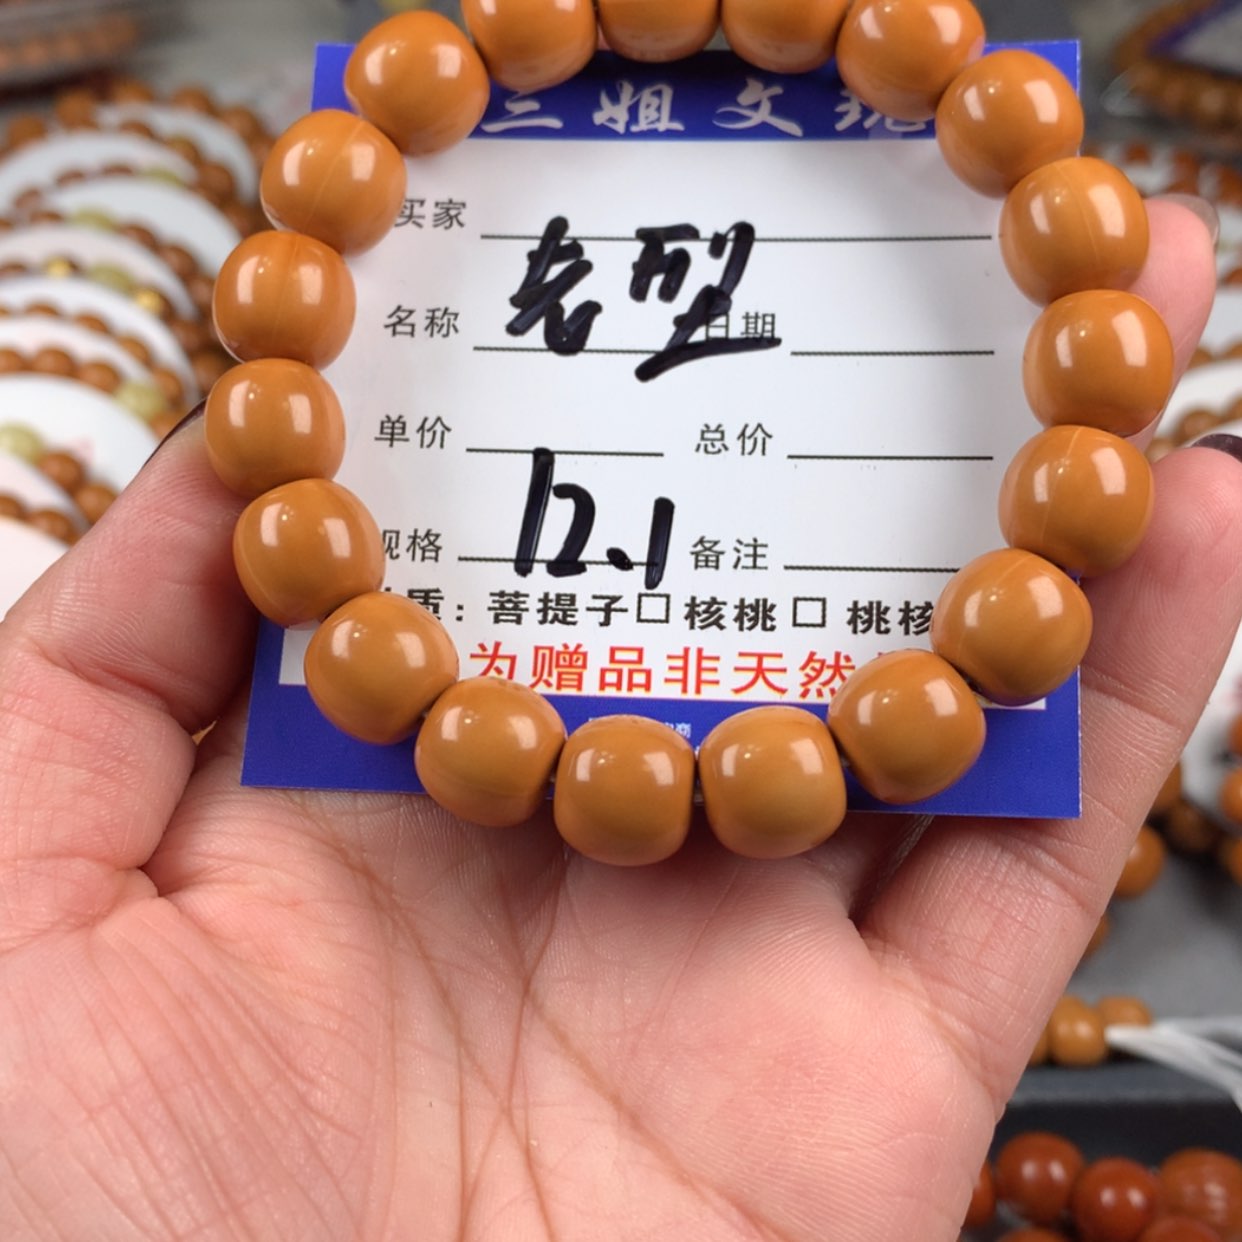 三姐文玩
买家
老型
名称 日期
单价 总价
规格 12.1 备注
质：菩提子□核桃□ 桃核
为赠品非天然